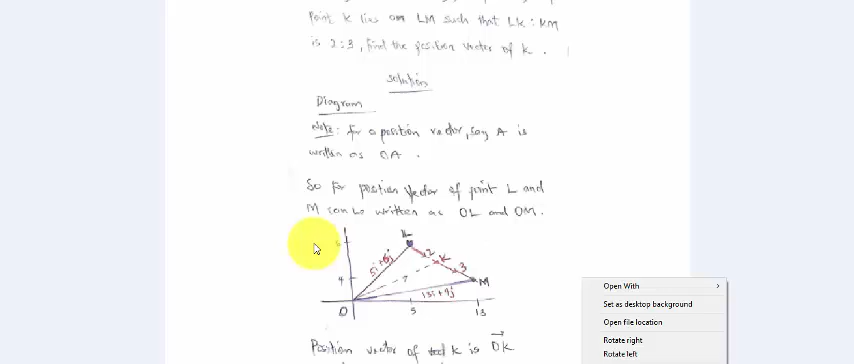 point K lies on LM such that LK : KM
is 2:3, find the position vector of K.
solution
Diagram
Note: for a position vector, say A is
written as OA.
So for position vector of point L and
M can be written as OL and OM.
L
6
5i+6j
2
K
3
?
M
4
13i+4j
O
5
13
Position vector of K is OK
Open With
Set as desktop background
Open file location
Rotate right
Rotate left